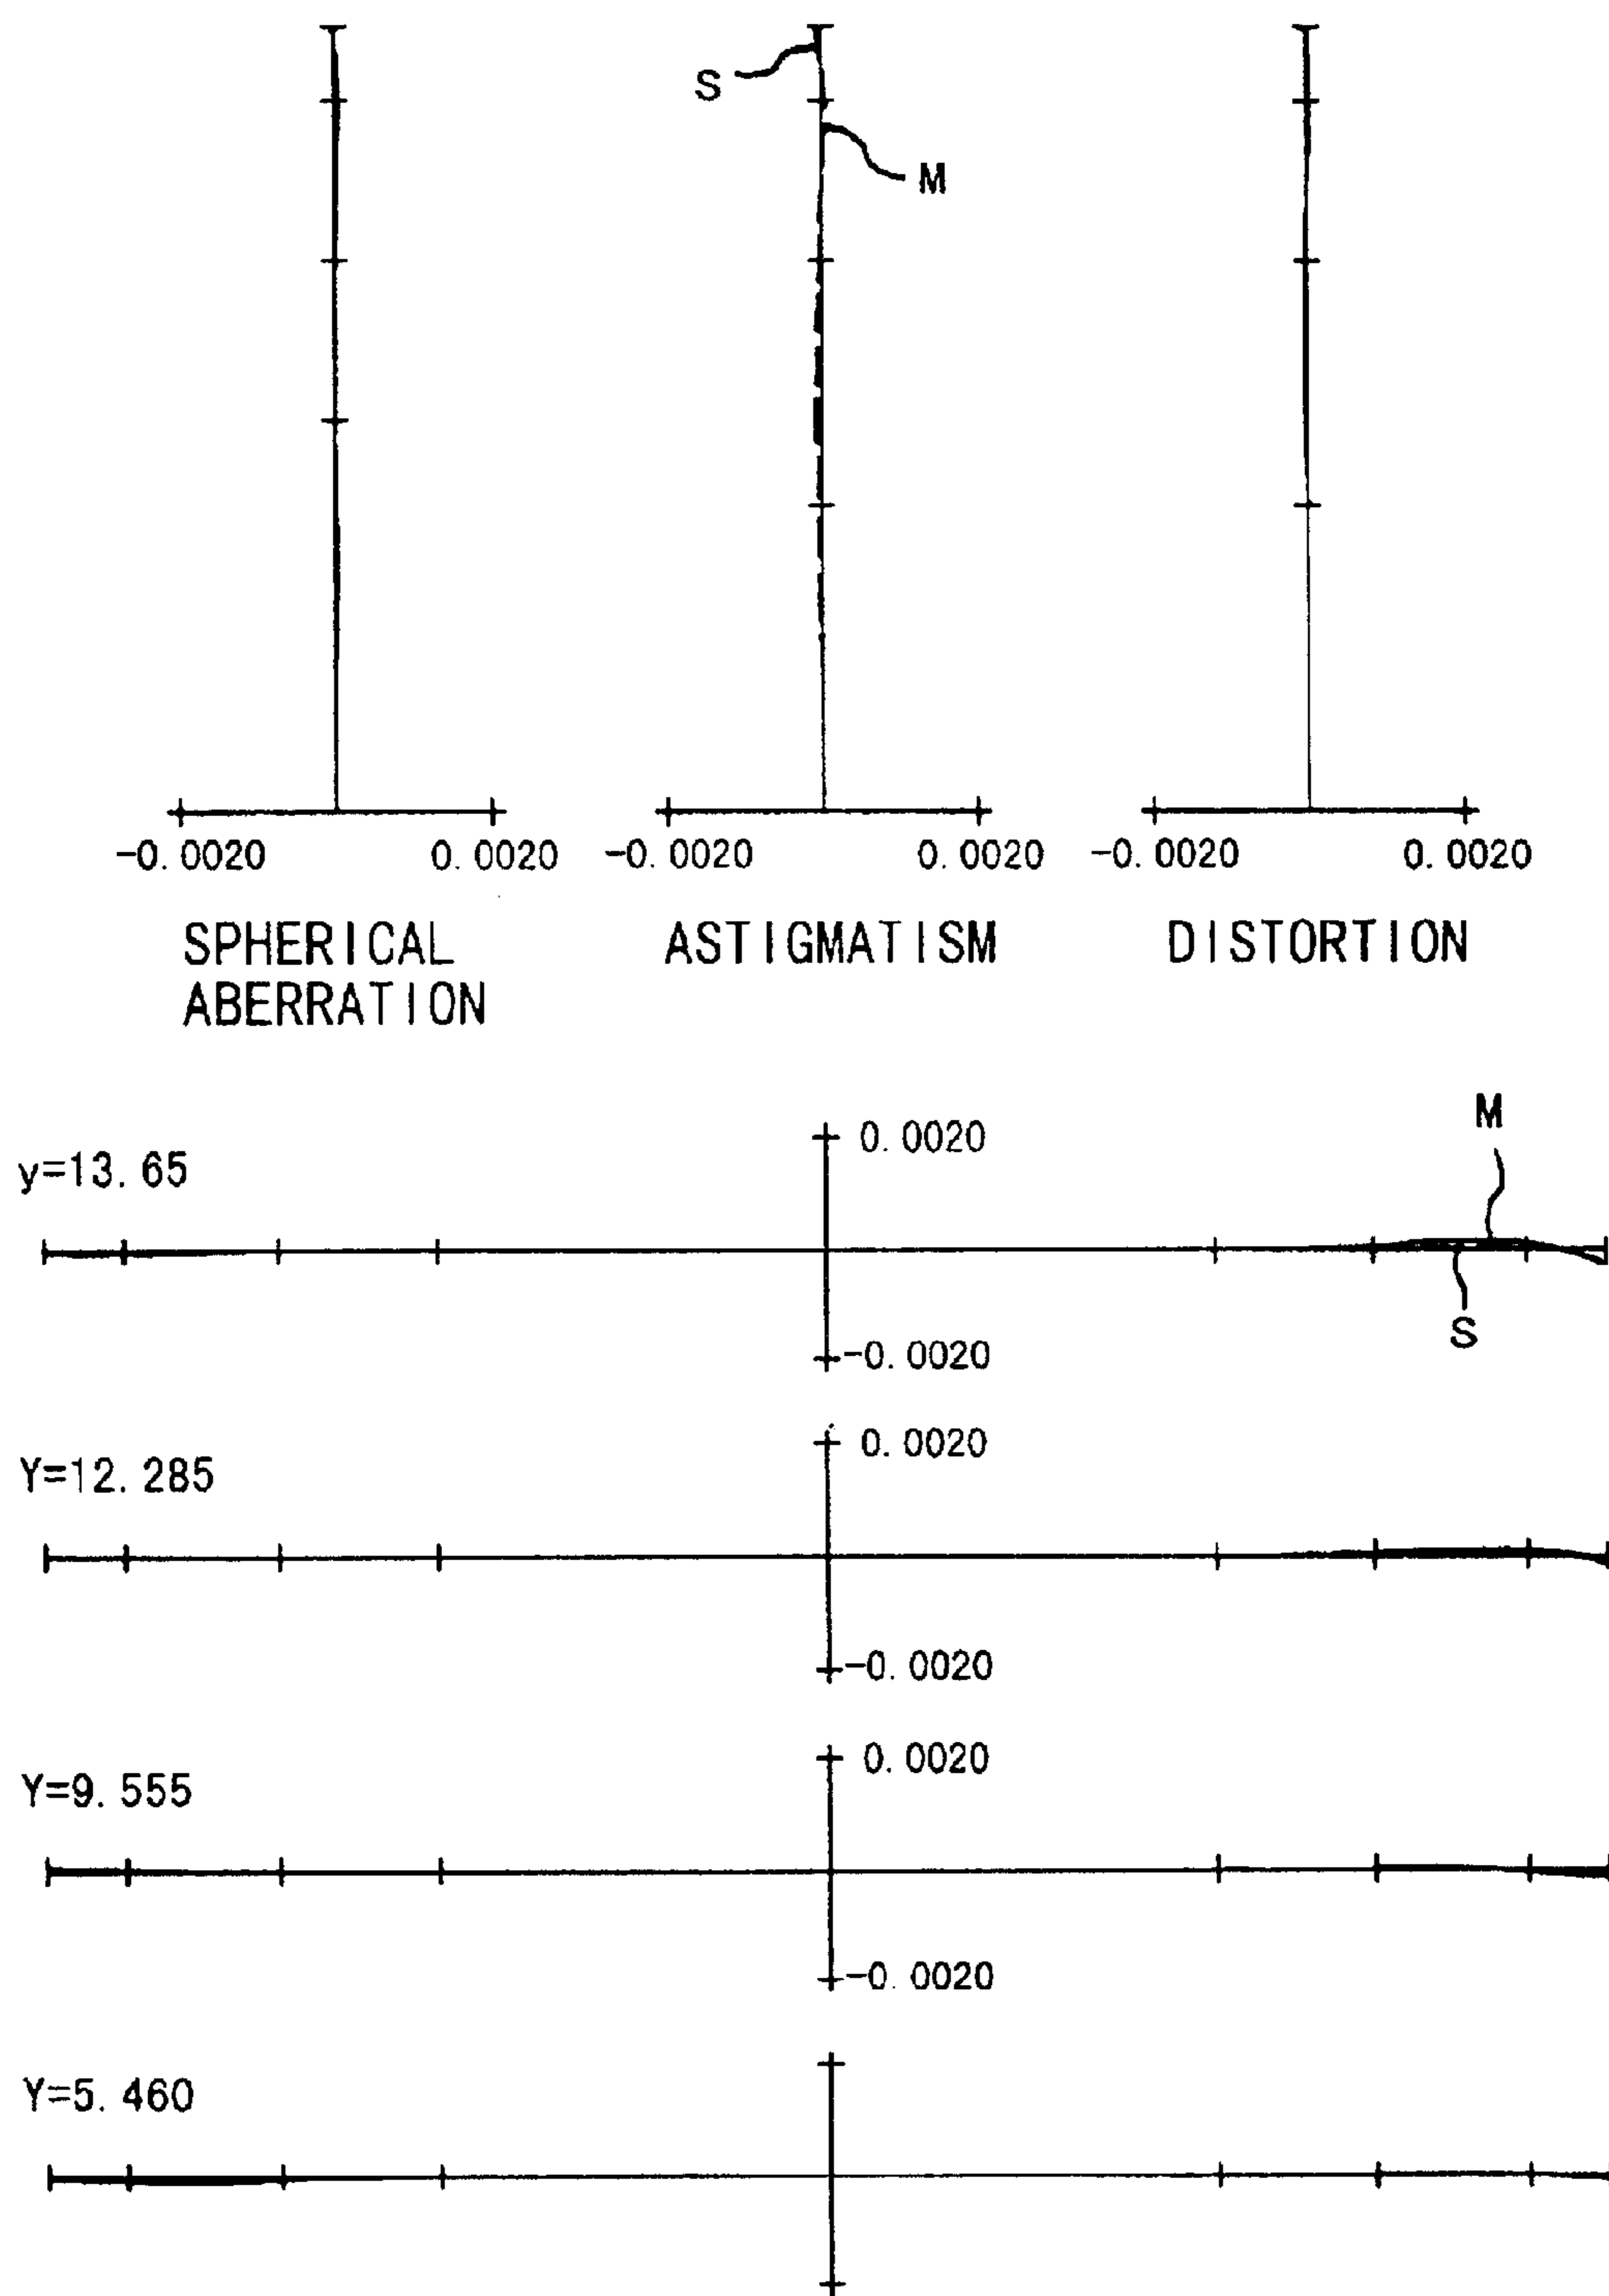 S
M
-0.0020 0.0020 -0.0020 0.0020 -0.0020 0.0020
SPHERICAL ABERRATION
ASTIGMATISM
DISTORTION
M
0.0020
y=13.65
S
-0.0020
0.0020
Y=12.285
-0.0020
0.0020
Y=9.555
-0.0020
Y=5.460